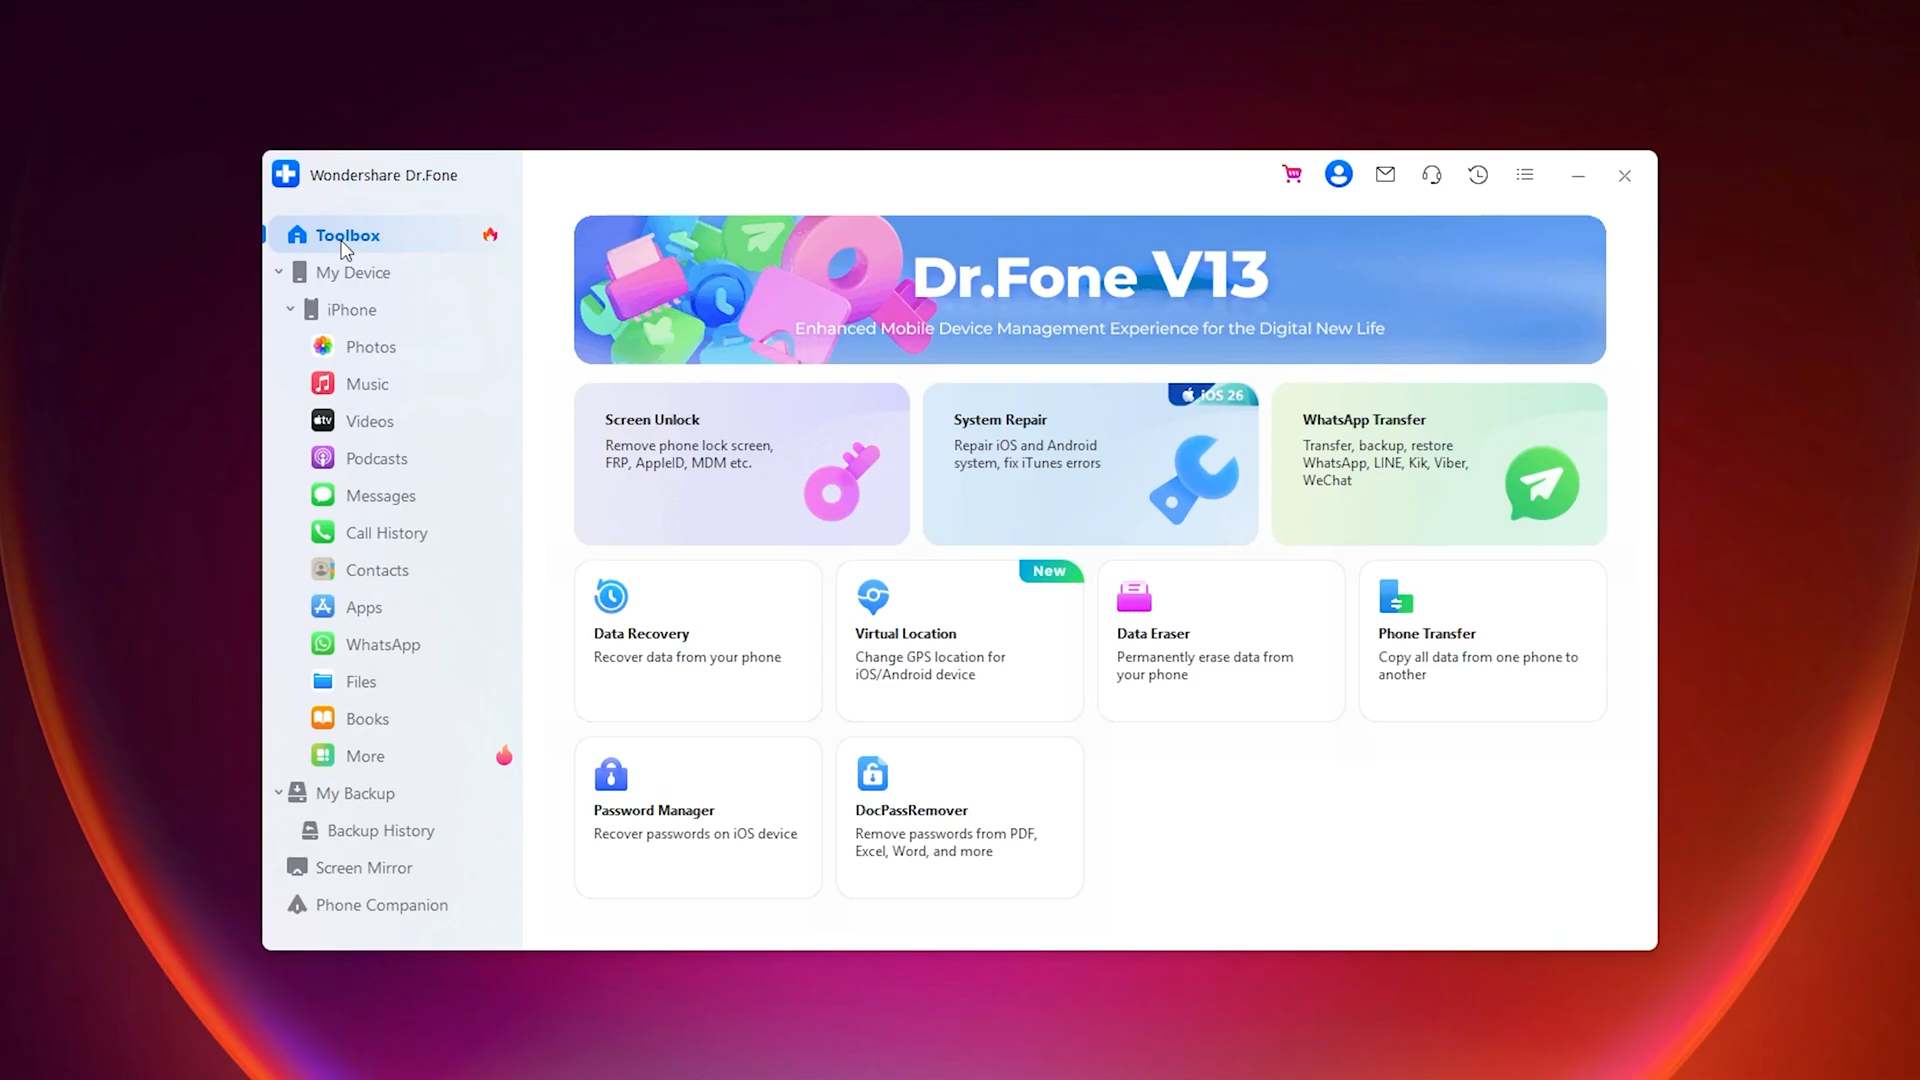 Wondershare Dr.Fone
Toolbox
My Device
iPhone
Photos
Music
tv
Videos
Podcasts
Messages
Call History
Contacts
Apps
WhatsApp
Files
Books
More
My Backup
Backup History
Screen Mirror
Phone Companion
Dr.Fone V13
Enhanced Mobile Device Management Experience for the Digital New Life
Screen Unlock
Remove phone lock screen,
FRP, AppleID, MDM etc.
iOS 26
System Repair
Repair iOS and Android
system, fix iTunes errors
WhatsApp Transfer
Transfer, backup, restore
WhatsApp, LINE, Kik, Viber,
WeChat
Data Recovery
Recover data from your phone
New
Virtual Location
Change GPS location for
iOS/Android device
Data Eraser
Permanently erase data from
your phone
Phone Transfer
Copy all data from one phone to
another
Password Manager
Recover passwords on iOS device
DocPassRemover
Remove passwords from PDF,
Excel, Word, and more